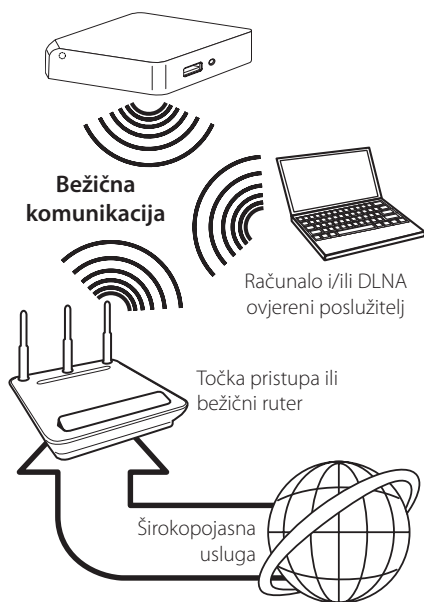 Bežična
komunikacija
Računalo i/ili DLNA
ovjereni poslužitelj
Točka pristupa ili
bežični ruter
Širokopojasna
usluga